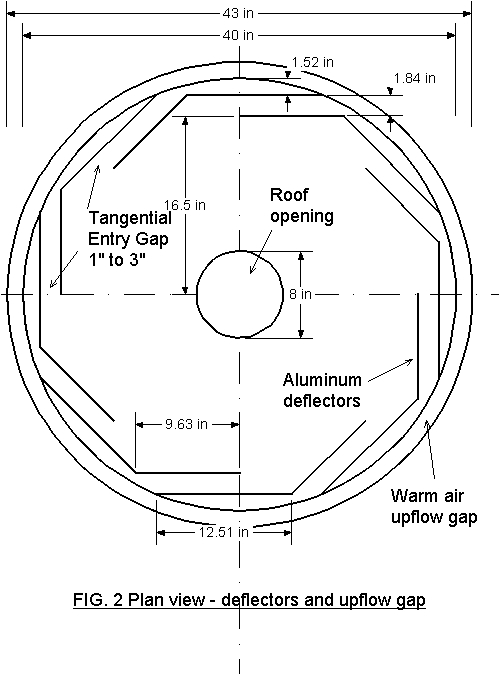 43 in
40 in
1.52 in
1.84 in
16.5 in
Roof
opening
Tangential
Entry Gap
1" to 3"
8 in
Aluminum
deflectors
9.63 in
Warm air
upflow gap
12.51 in
FIG. 2 Plan view - deflectors and upflow gap